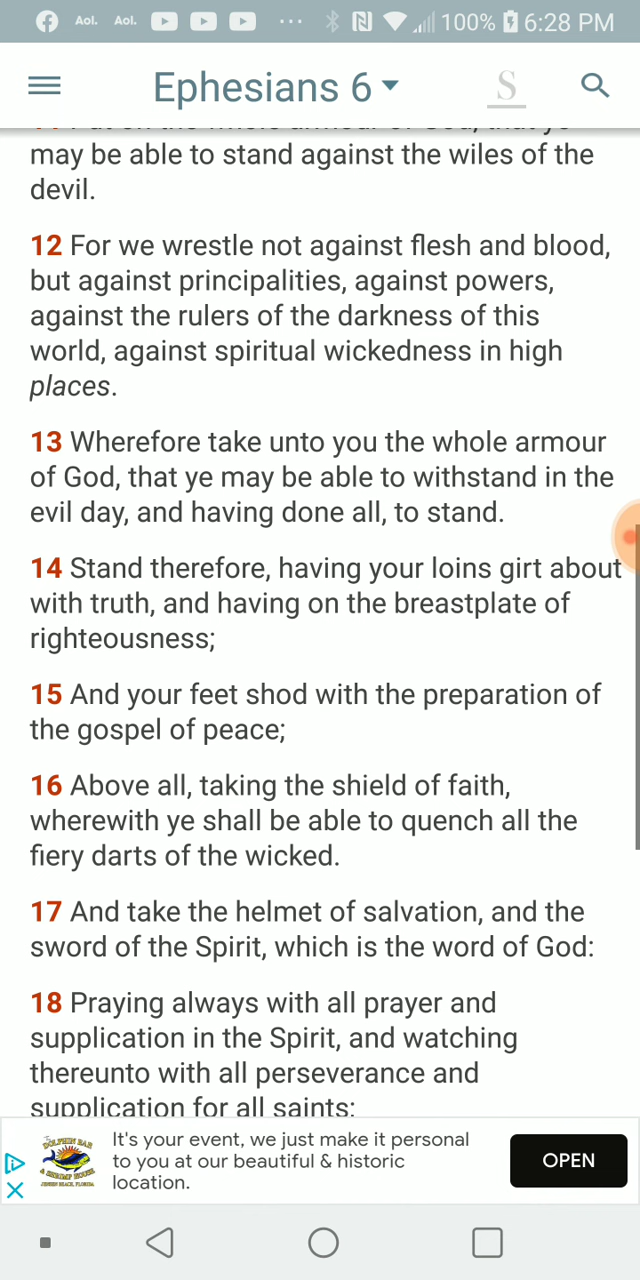 Aol. Aol. ... 100% 6:28 PM
Ephesians 6 S
may be able to stand against the wiles of the
devil.
12 For we wrestle not against flesh and blood,
but against principalities, against powers,
against the rulers of the darkness of this
world, against spiritual wickedness in high
places.
13 Wherefore take unto you the whole armour
of God, that ye may be able to withstand in the
evil day, and having done all, to stand.
14 Stand therefore, having your loins girt about
with truth, and having on the breastplate of
righteousness;
15 And your feet shod with the preparation of
the gospel of peace;
16 Above all, taking the shield of faith,
wherewith ye shall be able to quench all the
fiery darts of the wicked.
17 And take the helmet of salvation, and the
sword of the Spirit, which is the word of God:
18 Praying always with all prayer and
supplication in the Spirit, and watching
thereunto with all perseverance and
supplication for all saints;
DOLPHIN BAR
& SHRIMP HOUSE
JENSEN BEACH, FLORIDA
It's your event, we just make it personal
to you at our beautiful & historic
location.
OPEN